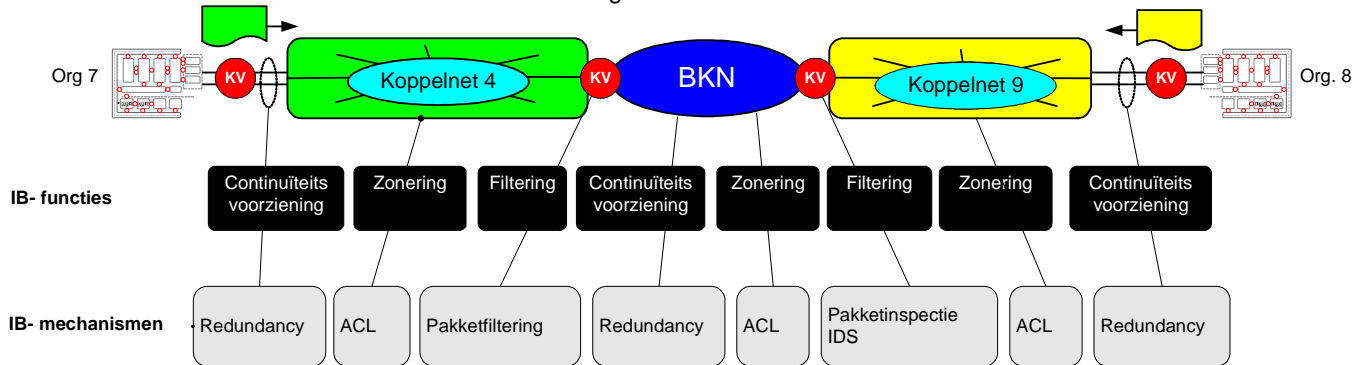 Org 7
KV
Koppelnet 4
KV
BKN
KV
Koppelnet 9
KV
Org. 8
IB- functies
Continuïteits
voorziening
Zonering
Filtering
Continuïteits
voorziening
Zonering
Filtering
Zonering
Continuïteits
voorziening
IB- mechanismen
Redundancy
ACL
Pakketfiltering
Redundancy
ACL
Pakketinspectie
IDS
ACL
Redundancy